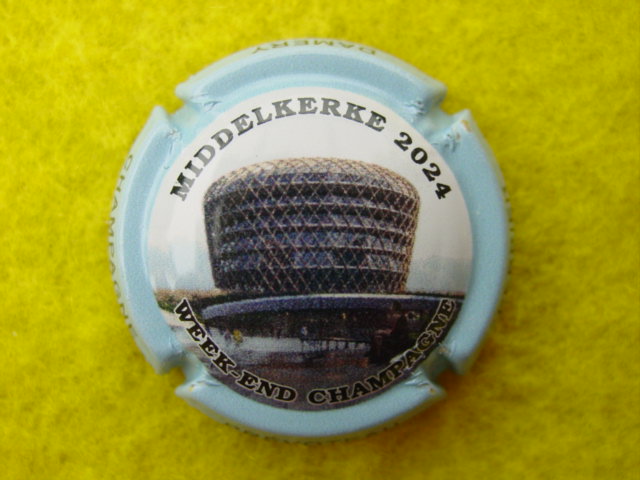 MIDDELKERKE 2024
WEEK-END CHAMPAGNE
DAMERY